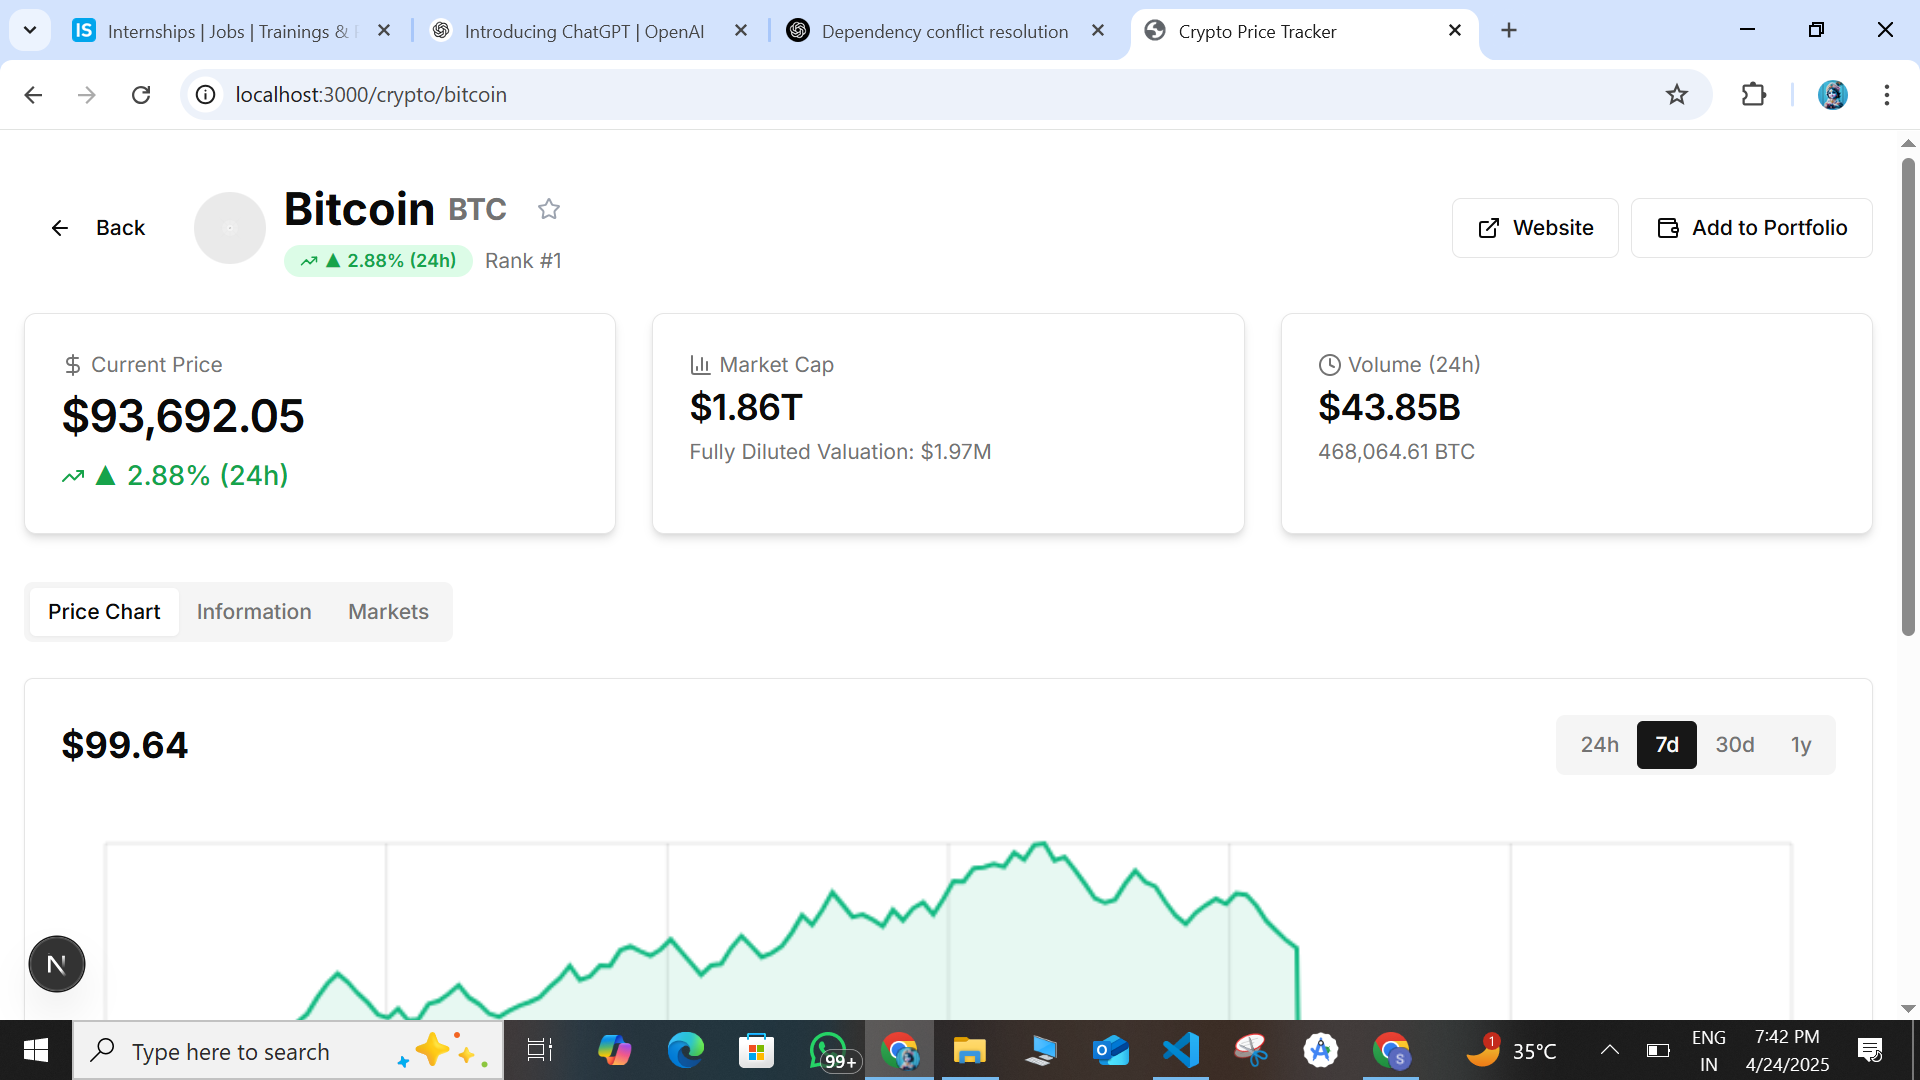 IS Internships | Jobs | Trainings &
Introducing ChatGPT | OpenAI
Dependency conflict resolution
Crypto Price Tracker
localhost:3000/crypto/bitcoin
Back
Bitcoin BTC
▲ 2.88% (24h) Rank #1
Website
Add to Portfolio
$ Current Price
$93,692.05
▲ 2.88% (24h)
Market Cap
$1.86T
Fully Diluted Valuation: $1.97M
Volume (24h)
$43.85B
468,064.61 BTC
Price Chart Information Markets
$99.64
24h 7d 30d 1y
N
Type here to search
99+
S
1
35°C
ENG
IN
7:42 PM
4/24/2025